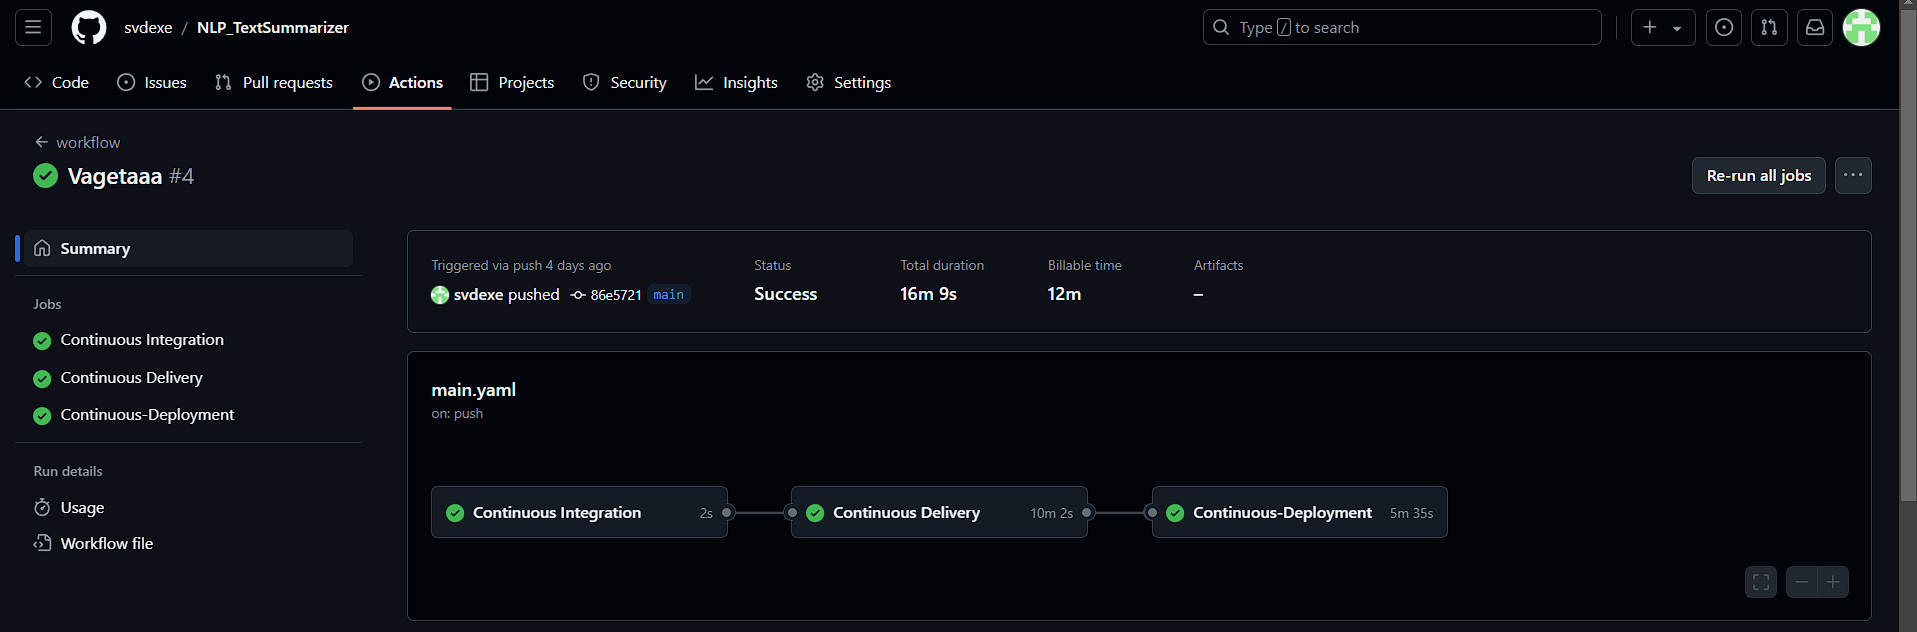 svdexe / NLP_TextSummarizer
Type / to search
Code Issues Pull requests Actions Projects Security Insights Settings
workflow
Vagetaaa #4
Re-run all jobs
Summary
Jobs
Continuous Integration
Continuous Delivery
Continuous-Deployment
Run details
Usage
Workflow file
Triggered via push 4 days ago
svdexe pushed 86e5721 main
Status
Success
Total duration
16m 9s
Billable time
12m
Artifacts
–
main.yaml
on: push
Continuous Integration 2s
Continuous Delivery 10m 2s
Continuous-Deployment 5m 35s